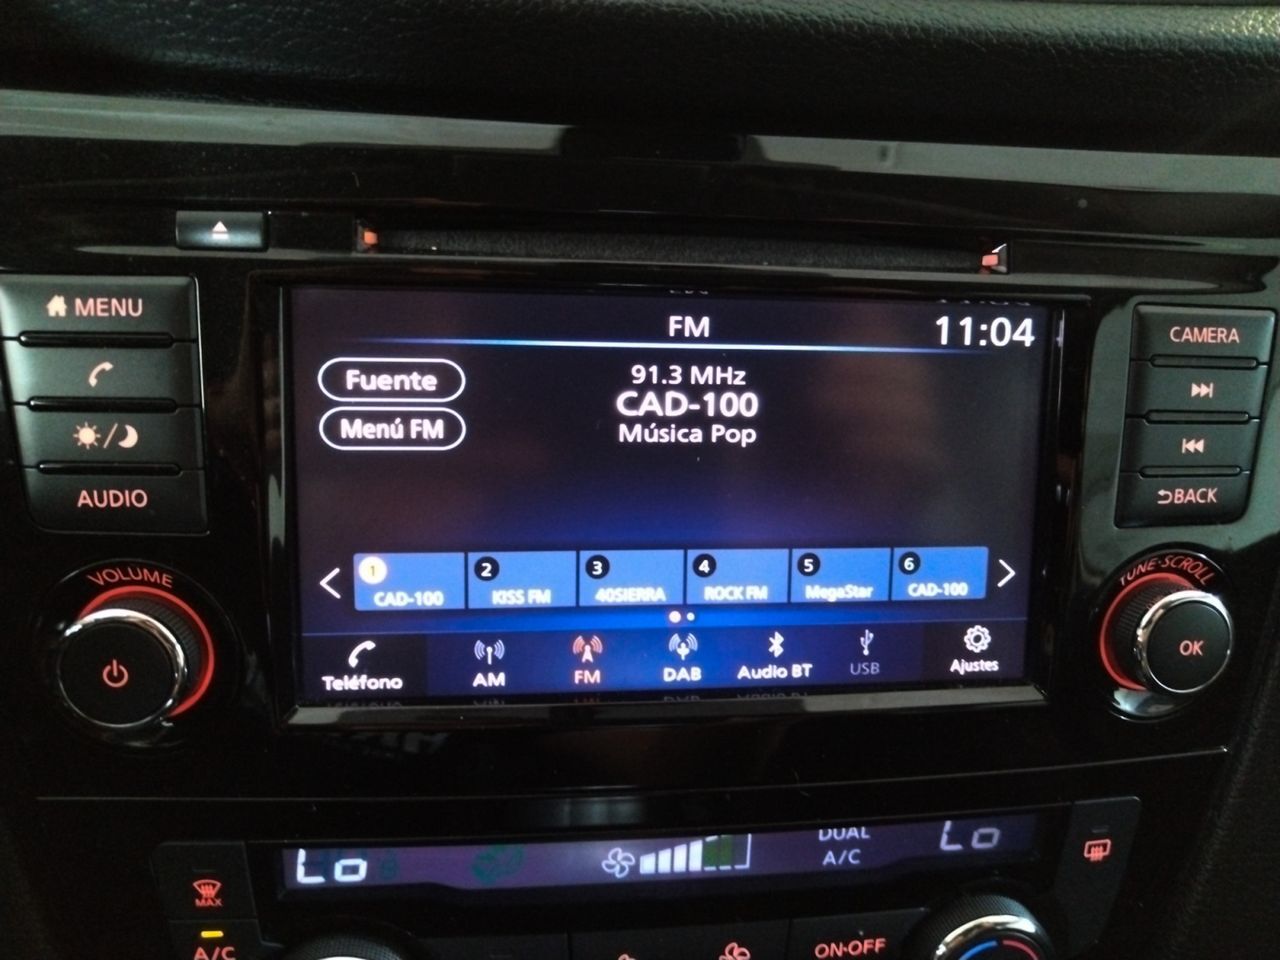 MENU
AUDIO
VOLUME
FM
11:04
Fuente
Menú FM
91.3 MHz
CAD-100
Música Pop
1
CAD-100
2
KISS FM
3
40SIERRA
4
ROCK FM
5
MegaStar
6
CAD-100
Teléfono
AM
FM
DAB
Audio BT
USB
Ajustes
CAMERA
BACK
TUNE·SCROLL
OK
Lo
DUAL
A/C
Lo
MAX
A/C
ON·OFF